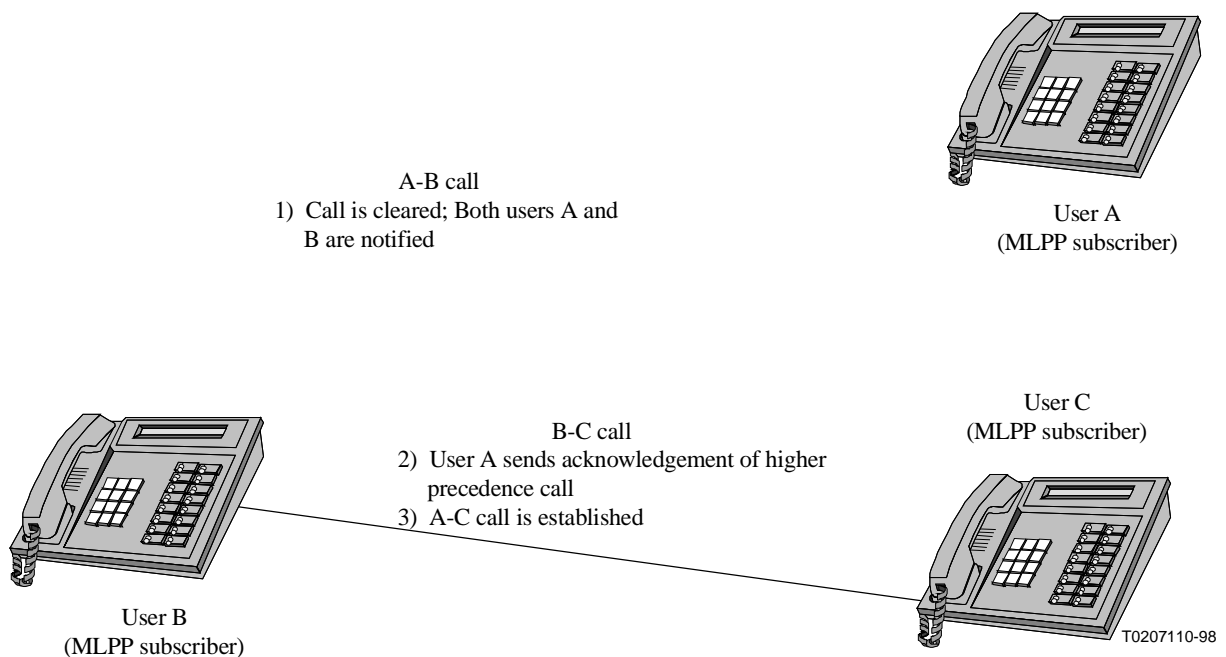 A-B call
1) Call is cleared; Both users A and
B are notified
User A
(MLPP subscriber)
User C
(MLPP subscriber)
B-C call
2) User A sends acknowledgement of higher
precedence call
3) A-C call is established
User B
(MLPP subscriber)
T0207110-98